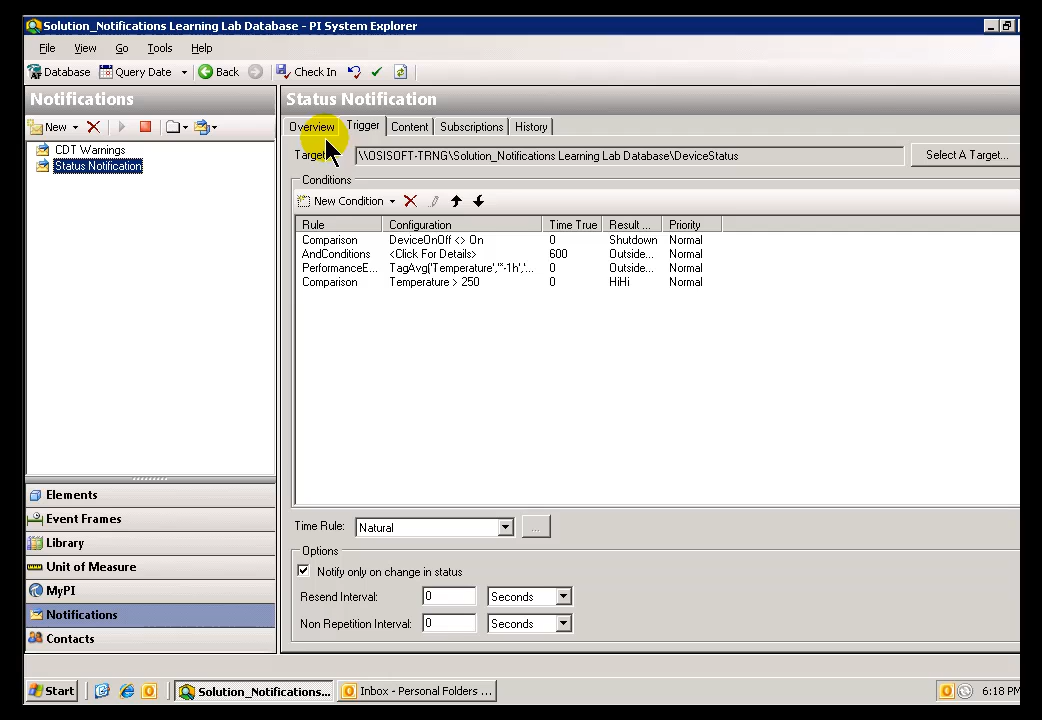 Solution_Notifications Learning Lab Database - PI System Explorer
File View Go Tools Help
Database Query Date Back Check In
Notifications
New
CDT Warnings
Status Notification
Elements
Event Frames
Library
Unit of Measure
MyPI
Notifications
Contacts
Status Notification
Overview Trigger Content Subscriptions History
Target \\OSISOFT-TRNG\Solution_Notifications Learning Lab Database\DeviceStatus Select A Target...
Conditions
New Condition
Rule Configuration Time True Result ... Priority
Comparison DeviceOnOff <> On 0 Shutdown Normal
AndConditions <Click For Details> 600 Outside... Normal
PerformanceE... TagAvg('Temperature','*-1h','... 0 Outside... Normal
Comparison Temperature > 250 0 HiHi Normal
Time Rule: Natural ...
Options
Notify only on change in status
Resend Interval: 0 Seconds
Non Repetition Interval: 0 Seconds
Start Solution_Notifications... Inbox - Personal Folders ... 6:18 PM